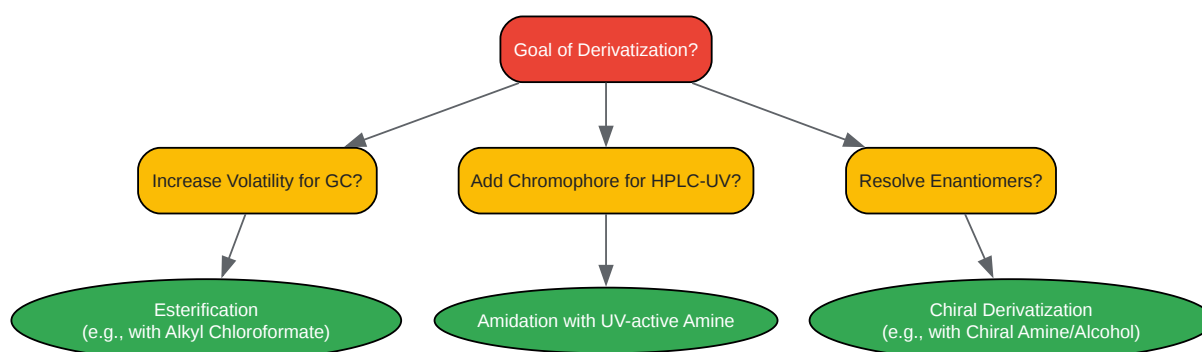 Goal of Derivatization?
Increase Volatility for GC?
Add Chromophore for HPLC-UV?
Resolve Enantiomers?
Esterification
(e.g., with Alkyl Chloroformate)
Amidation with UV-active Amine
Chiral Derivatization
(e.g., with Chiral Amine/Alcohol)